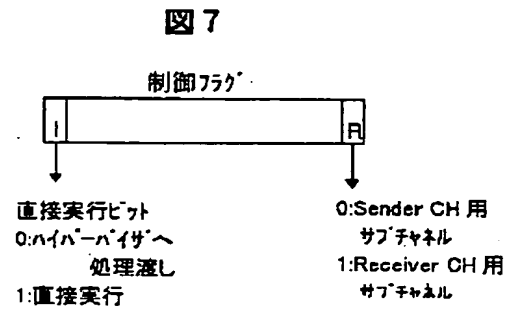 図7
制御フラグ
I
R
直接実行ビット
0:ハイパーバイザへ
処理渡し
1:直接実行
0:Sender CH 用
サブチャネル
1:Receiver CH 用
サブチャネル